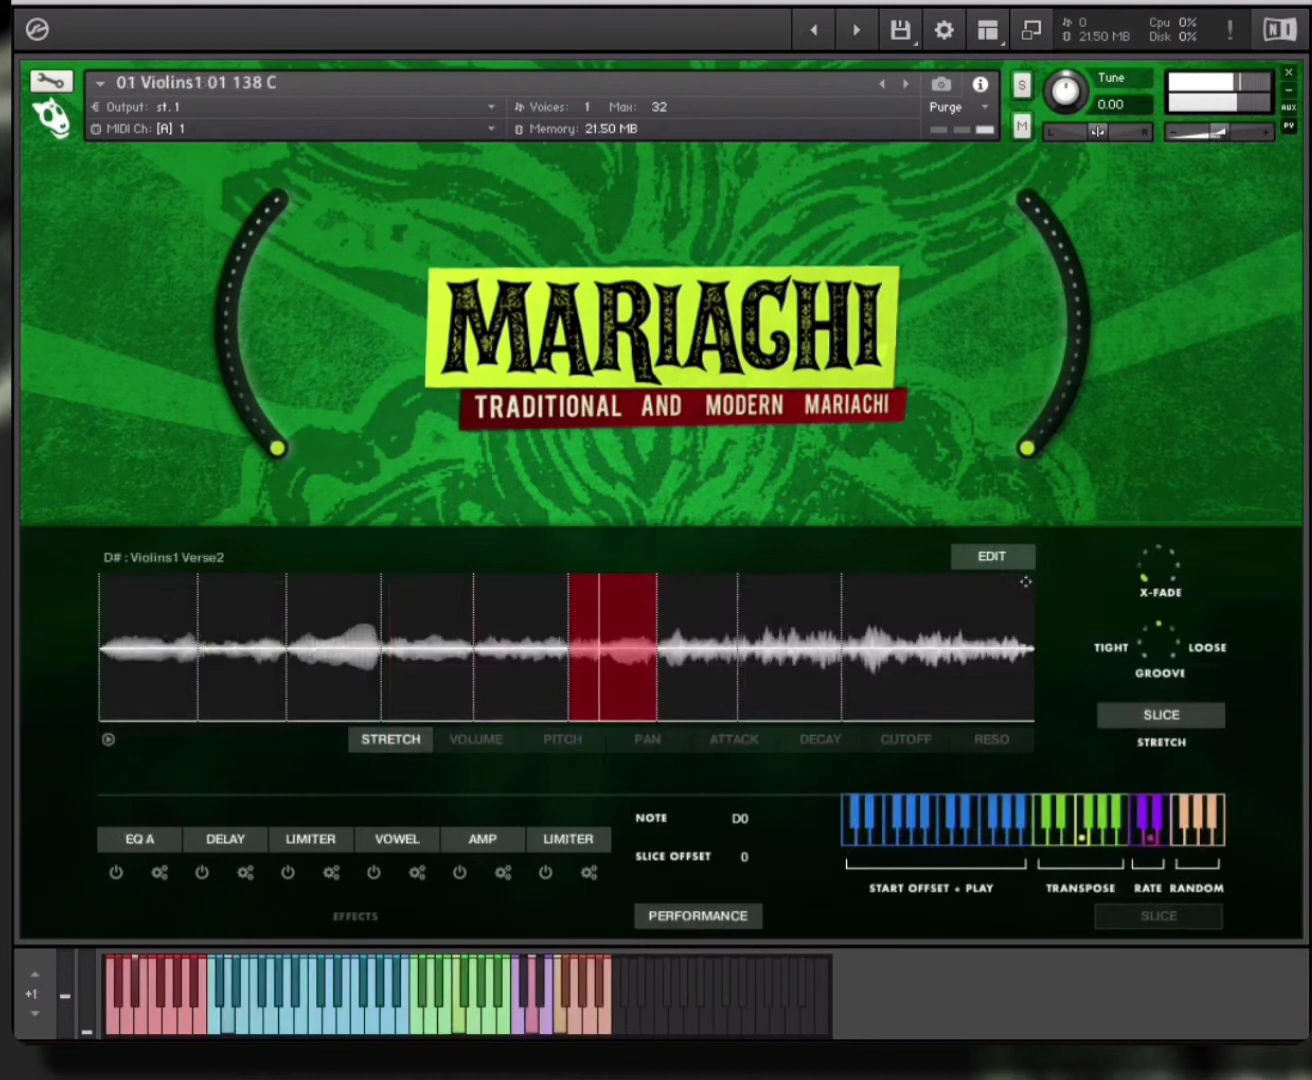 0 Cpu 0%
21.50 MB Disk 0% ! NI
01 Violins1 01 138 C
Output: st.1 Voices: 1 Max: 32 Purge
MIDI Ch: [A] 1 Memory: 21.50 MB
S Tune
0.00
M L R - +
AUX
PV
MARIACHI
TRADITIONAL AND MODERN MARIACHI
D# : Violins1 Verse2 EDIT
X-FADE
TIGHT LOOSE
GROOVE
SLICE
STRETCH
STRETCH VOLUME PITCH PAN ATTACK DECAY CUTOFF RESO
EQ A DELAY LIMITER VOWEL AMP LIMITER
NOTE D0
SLICE OFFSET 0
START OFFSET + PLAY TRANSPOSE RATE RANDOM
EFFECTS PERFORMANCE SLICE
+1